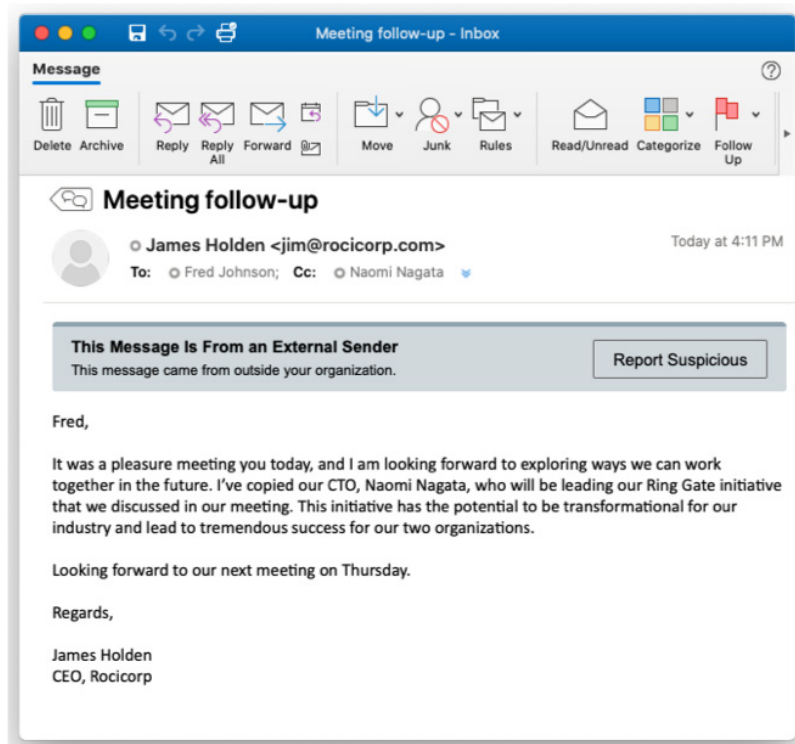 Meeting follow-up - Inbox
Message
Delete Archive Reply Reply All Forward Move Junk Rules Read/Unread Categorize Follow Up
Meeting follow-up
James Holden <jim@rocicorp.com> Today at 4:11 PM
To: Fred Johnson; Cc: Naomi Nagata
This Message Is From an External Sender
This message came from outside your organization.
Report Suspicious
Fred,
It was a pleasure meeting you today, and I am looking forward to exploring ways we can work
together in the future. I've copied our CTO, Naomi Nagata, who will be leading our Ring Gate initiative
that we discussed in our meeting. This initiative has the potential to be transformational for our
industry and lead to tremendous success for our two organizations.
Looking forward to our next meeting on Thursday.
Regards,
James Holden
CEO, Rocicorp